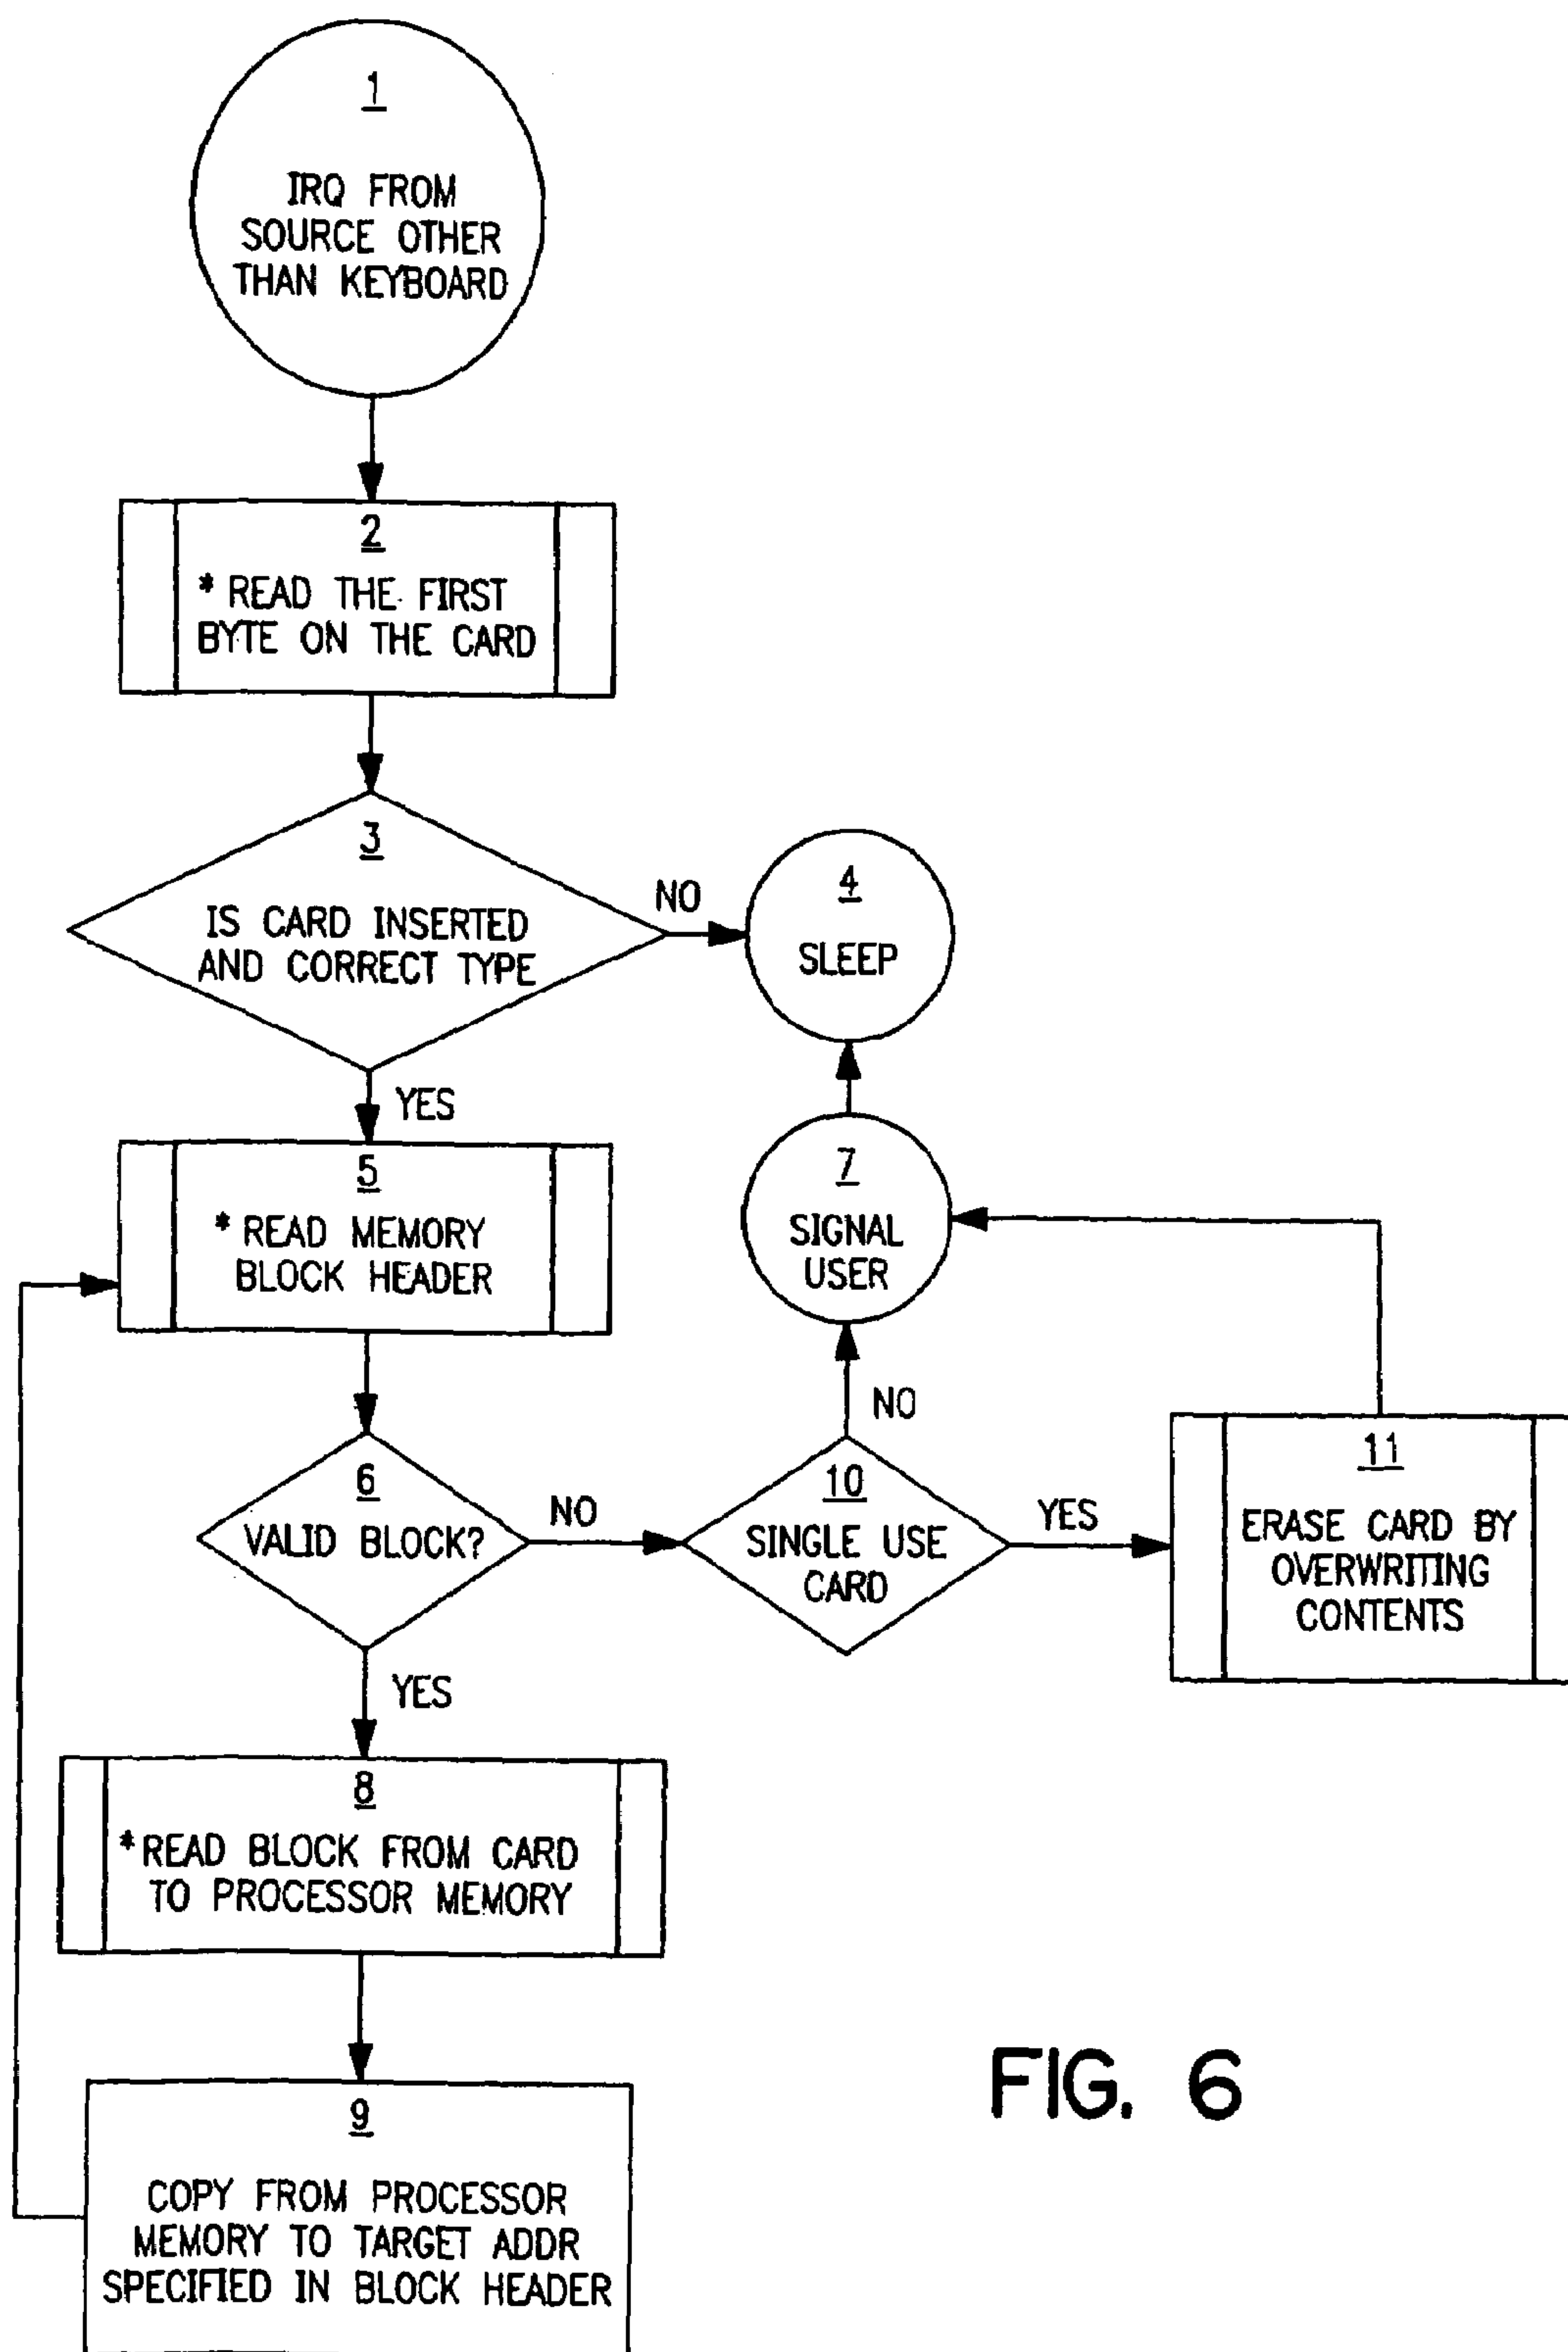 1
IRQ FROM
SOURCE OTHER
THAN KEYBOARD
2
* READ THE FIRST
BYTE ON THE CARD
3
IS CARD INSERTED
AND CORRECT TYPE
NO
4
SLEEP
YES
5
* READ MEMORY
BLOCK HEADER
7
SIGNAL
USER
6
VALID BLOCK?
NO
10
SINGLE USE
CARD
NO
YES
11
ERASE CARD BY
OVERWRITING
CONTENTS
YES
8
* READ BLOCK FROM CARD
TO PROCESSOR MEMORY
9
COPY FROM PROCESSOR
MEMORY TO TARGET ADDR
SPECIFIED IN BLOCK HEADER
FIG. 6